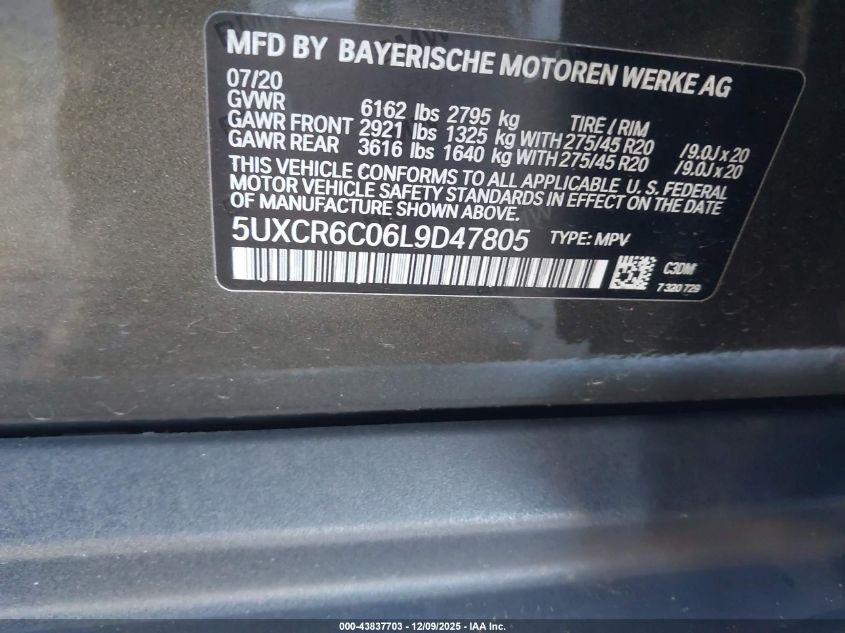 MFD BY BAYERISCHE MOTOREN WERKE AG
07/20
GVWR 6162 lbs 2795 kg TIRE / RIM
GAWR FRONT 2921 lbs 1325 kg WITH 275/45 R20 / 9.0J x 20
GAWR REAR 3616 lbs 1640 kg WITH 275/45 R20 / 9.0J x 20
THIS VEHICLE CONFORMS TO ALL APPLICABLE U. S. FEDERAL
MOTOR VEHICLE SAFETY STANDARDS IN EFFECT ON THE DATE
OF MANUFACTURE SHOWN ABOVE.
5UXCR6C06L9D47805 TYPE: MPV
C3DM
7 320 729
000-43837703 - 12/09/2025 - IAA Inc.